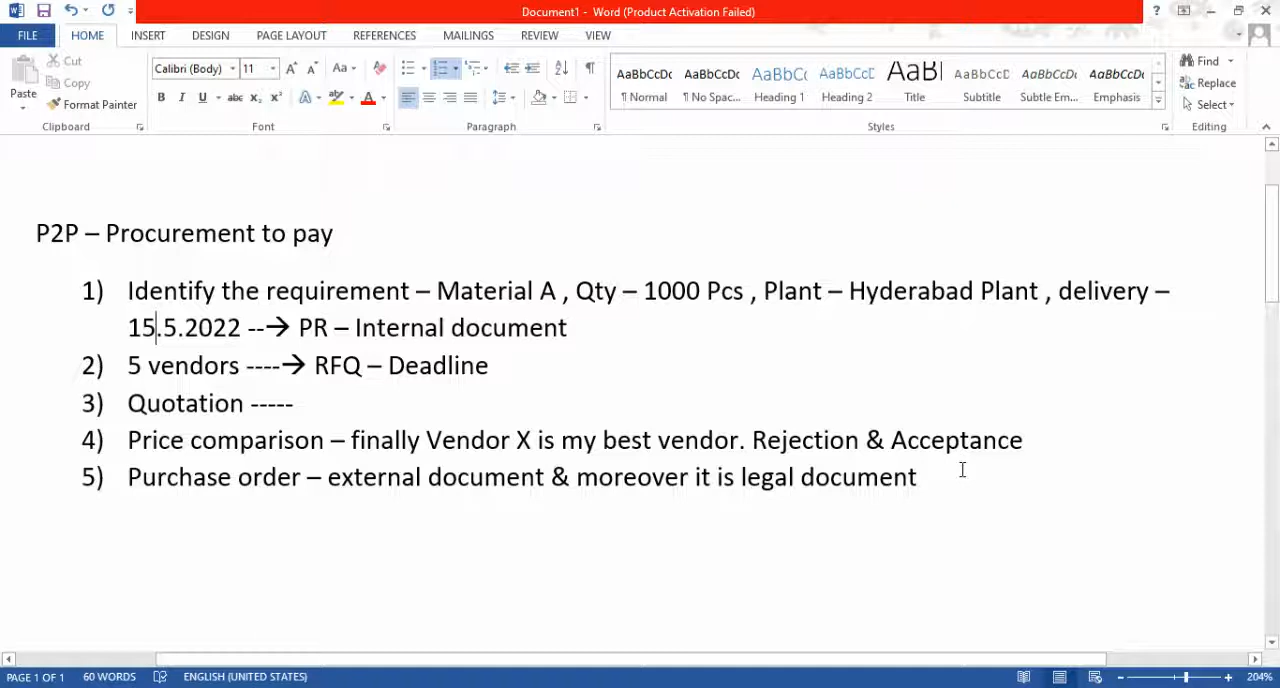 Document1 - Word (Product Activation Failed)
FILE HOME INSERT DESIGN PAGE LAYOUT REFERENCES MAILINGS REVIEW VIEW
Cut
Copy
Format Painter
Paste
Clipboard
Calibri (Body) 11
Font
Paragraph
AaBbCcDc AaBbCcDc AaBbCc AaBbCcC AaBl AaBbCcC AaBbCcDc AaBbCcDc
¶ Normal ¶ No Spac... Heading 1 Heading 2 Title Subtitle Subtle Em... Emphasis
Styles
Find
Replace
Select
Editing
P2P – Procurement to pay
1) Identify the requirement – Material A , Qty – 1000 Pcs , Plant – Hyderabad Plant , delivery –
15.5.2022 --→ PR – Internal document
2) 5 vendors ----→ RFQ – Deadline
3) Quotation -----
4) Price comparison – finally Vendor X is my best vendor. Rejection & Acceptance
5) Purchase order – external document & moreover it is legal document
PAGE 1 OF 1 60 WORDS ENGLISH (UNITED STATES) 204%